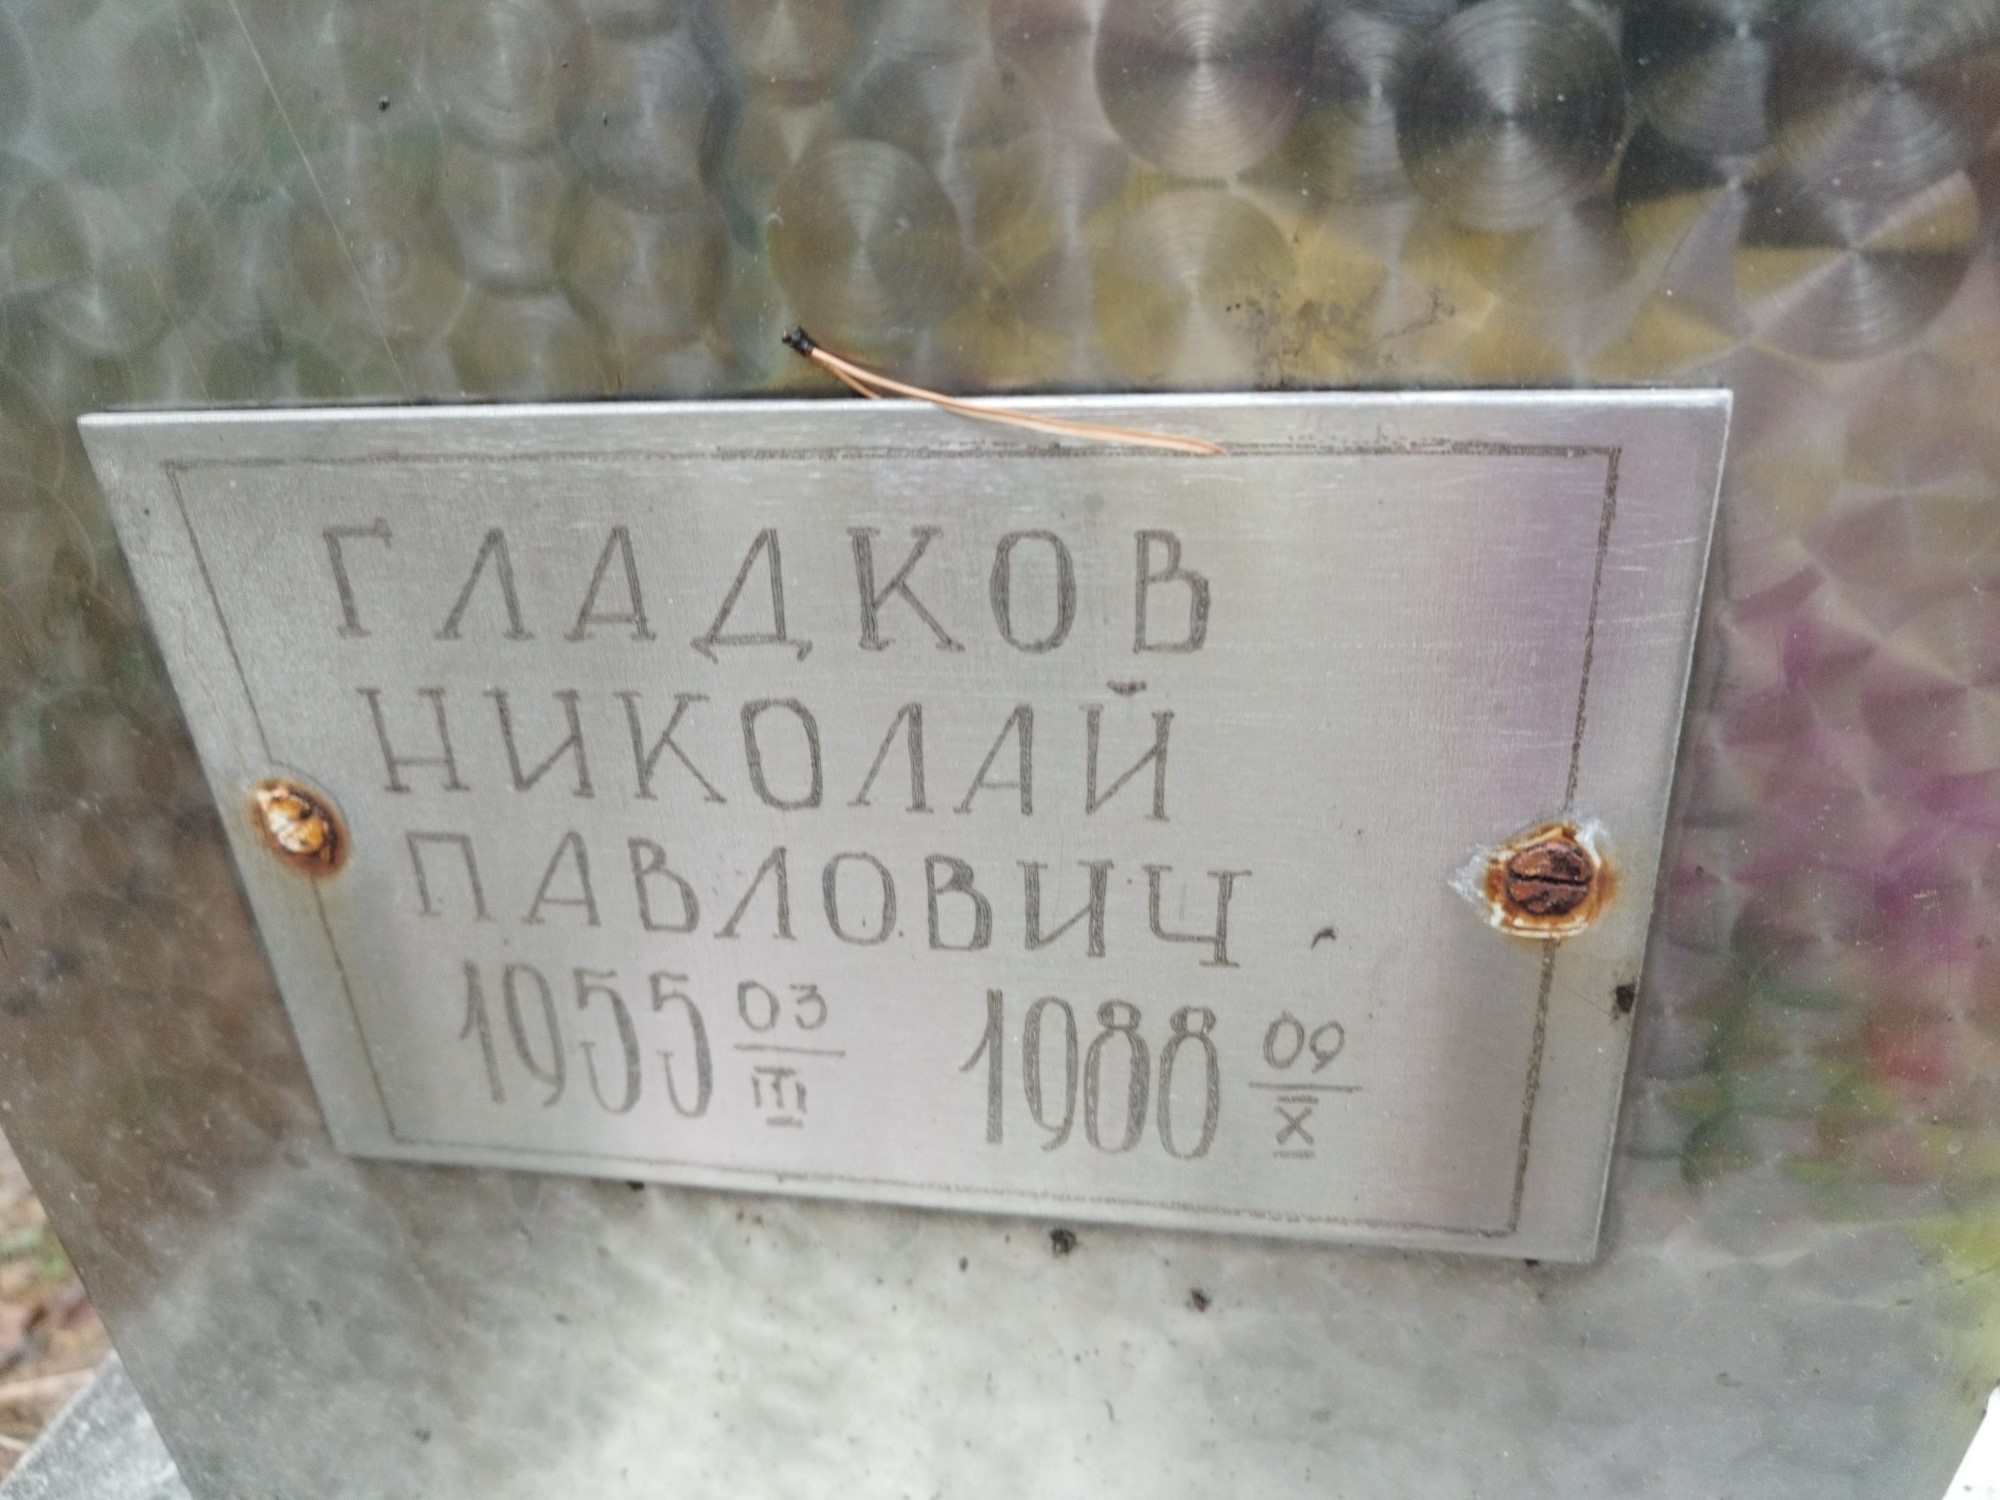 ГЛАДКОВ
НИКОЛАЙ
ПАВЛОВИЧ.
1955 03/III 1988 09/X